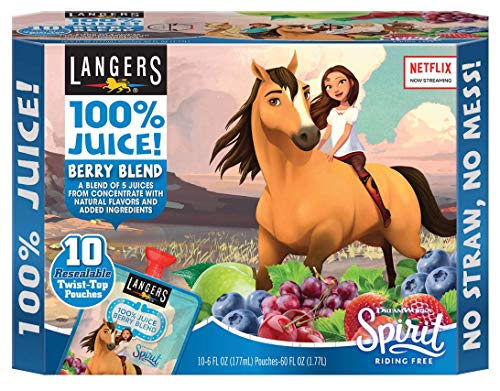 100% JUICE!
LANGERS
100%
JUICE!
BERRY BLEND
A BLEND OF 5 JUICES
FROM CONCENTRATE WITH
NATURAL FLAVORS AND
ADDED INGREDIENTS
10
Resealable
Twist-Top
Pouches
LANGERS
100% JUICE
BERRY BLEND
Spirit
NETFLIX
NOW STREAMING
DREAMWORKS
Spirit
RIDING FREE
10-6 FL OZ (177mL) Pouches-60 FL OZ (1.77L)
NO STRAW, NO MESS!